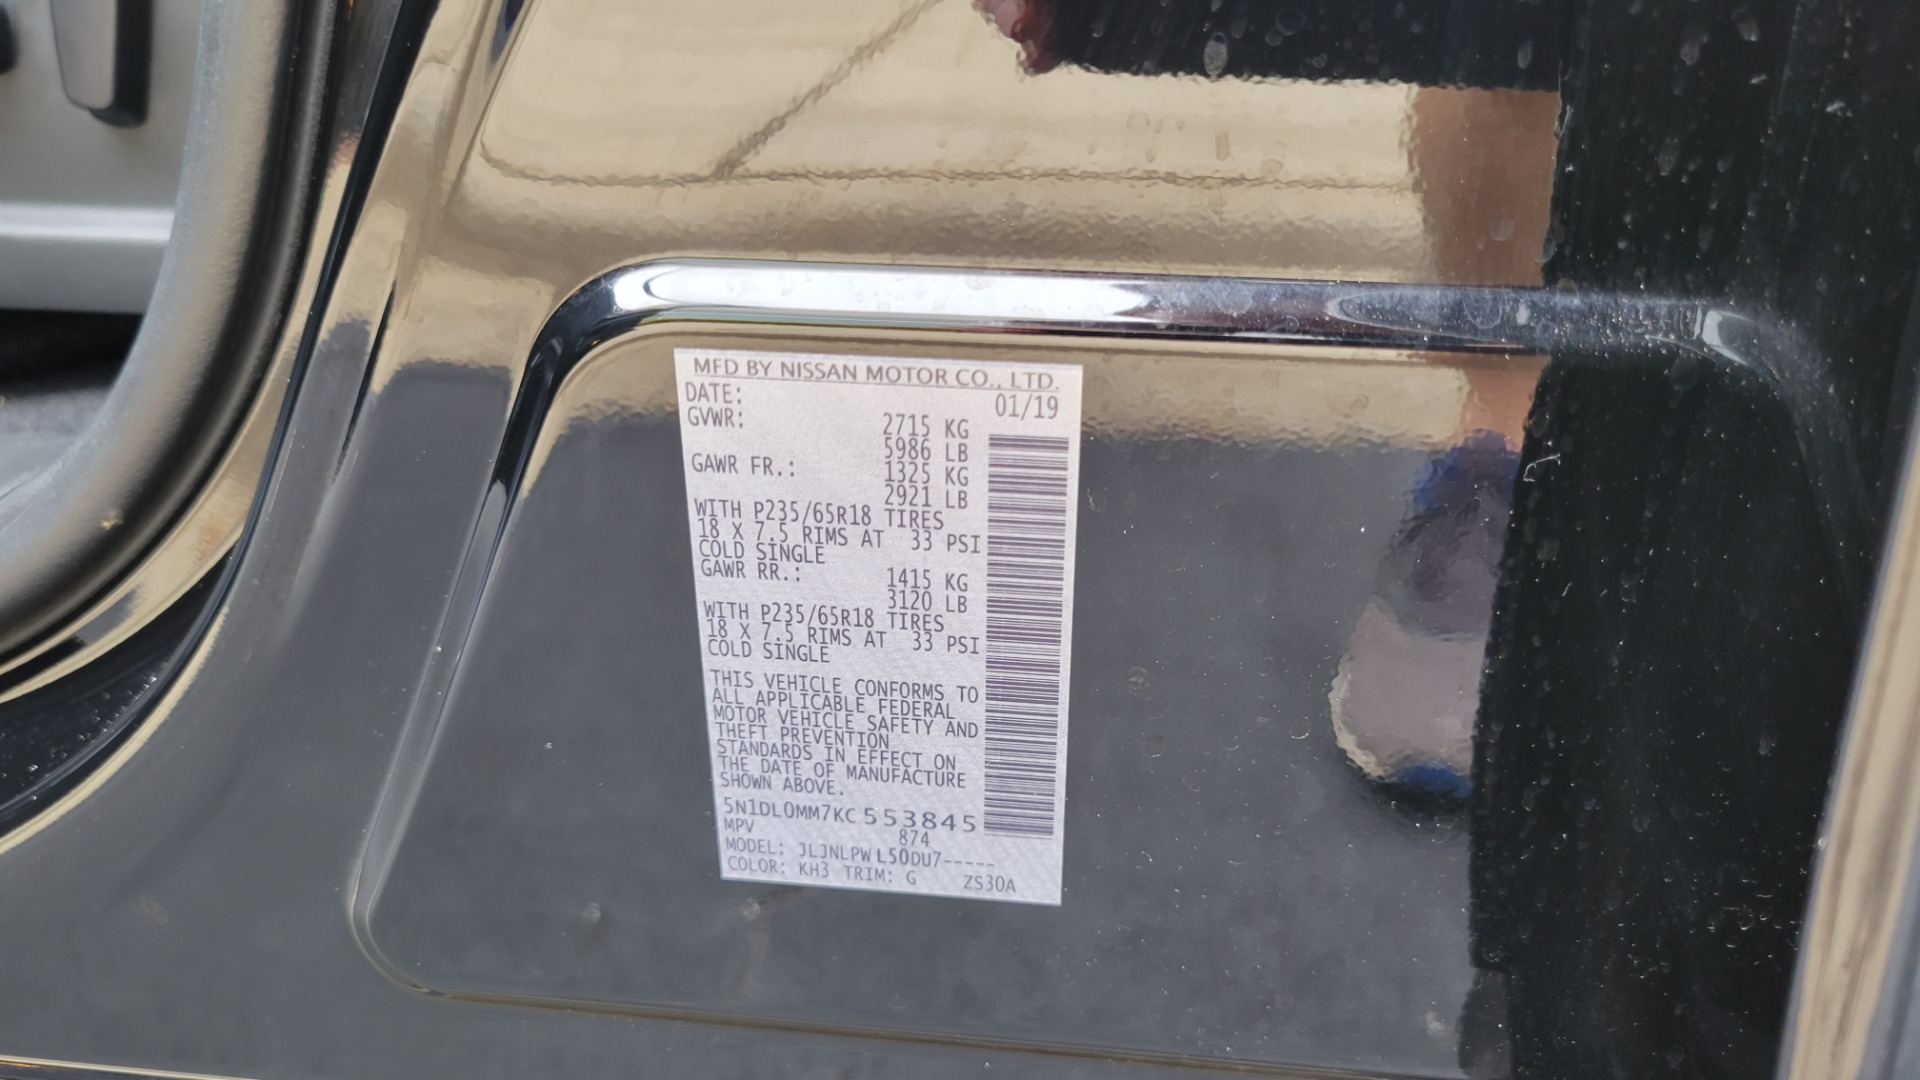 MFD BY NISSAN MOTOR CO., LTD.
DATE: 01/19
GVWR: 2715 KG
5986 LB
GAWR FR.: 1325 KG
2921 LB
WITH P235/65R18 TIRES
18 X 7.5 RIMS AT 33 PSI
COLD SINGLE
GAWR RR.: 1415 KG
3120 LB
WITH P235/65R18 TIRES
18 X 7.5 RIMS AT 33 PSI
COLD SINGLE
THIS VEHICLE CONFORMS TO
ALL APPLICABLE FEDERAL
MOTOR VEHICLE SAFETY AND
THEFT PREVENTION
STANDARDS IN EFFECT ON
THE DATE OF MANUFACTURE
SHOWN ABOVE.
5N1DL0MM7KC 553845
MPV 874
MODEL: JLJNLPW L50DU7-----
COLOR: KH3 TRIM: G ZS30A